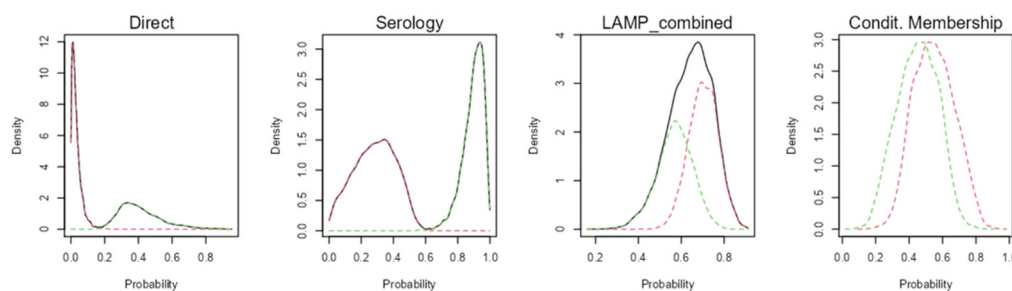 Direct
Density
0 2 4 6 8 10 12
0.0 0.2 0.4 0.6 0.8
Probability
Serology
Density
0.0 0.5 1.0 1.5 2.0 2.5 3.0
0.0 0.2 0.4 0.6 0.8 1.0
Probability
LAMP_combined
Density
0 1 2 3 4
0.2 0.4 0.6 0.8
Probability
Condit. Membership
Density
0.0 0.5 1.0 1.5 2.0 2.5 3.0
0.0 0.2 0.4 0.6 0.8 1.0
Probability